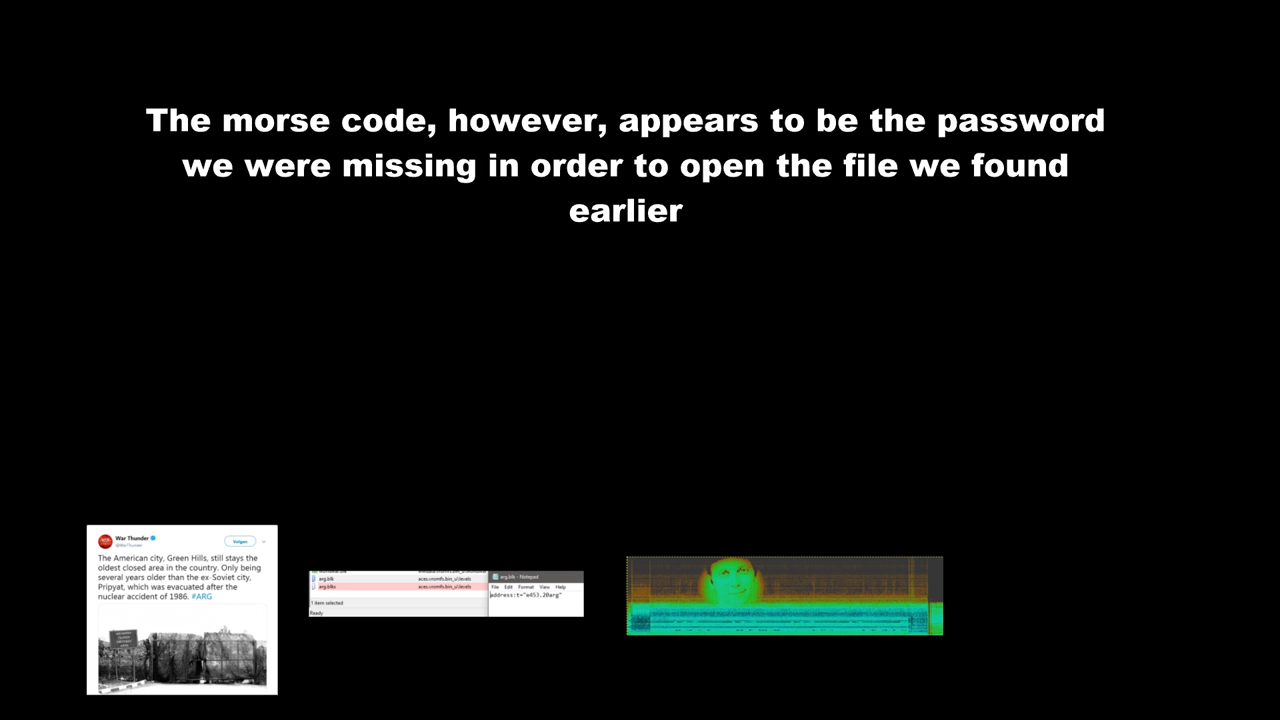 The morse code, however, appears to be the password
we were missing in order to open the file we found
earlier
War Thunder
@WarThunder
Volgen
The American city, Green Hills, still stays the
oldest closed area in the country. Only being
several years older than the ex-Soviet city,
Pripyat, which was evacuated after the
nuclear accident of 1986. #ARG
arg.blk aces.vromfs.bin_u\levels
arg.blkx aces.vromfs.bin_u\levels
1 item selected
Ready
arg.blk - Notepad
File Edit Format View Help
address:t="e453.20arg"